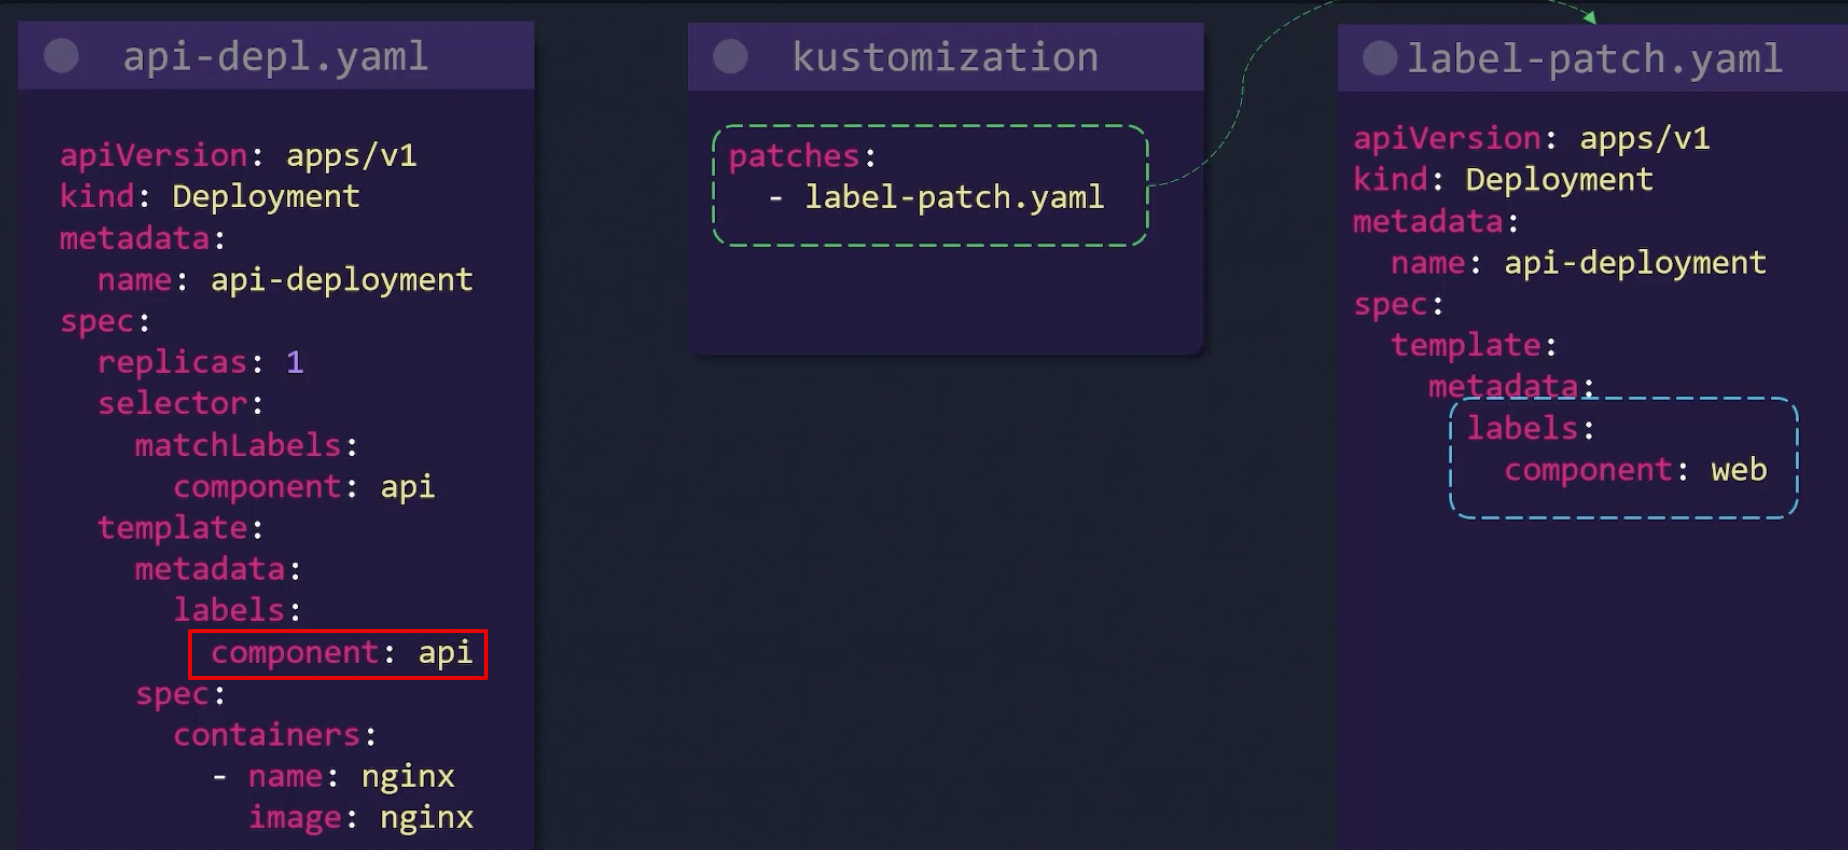 api-depl.yaml
apiVersion: apps/v1
kind: Deployment
metadata:
  name: api-deployment
spec:
  replicas: 1
  selector:
    matchLabels:
      component: api
  template:
    metadata:
      labels:
        component: api
    spec:
      containers:
        - name: nginx
          image: nginx
kustomization
patches:
  - label-patch.yaml
label-patch.yaml
apiVersion: apps/v1
kind: Deployment
metadata:
  name: api-deployment
spec:
  template:
    metadata:
      labels:
        component: web